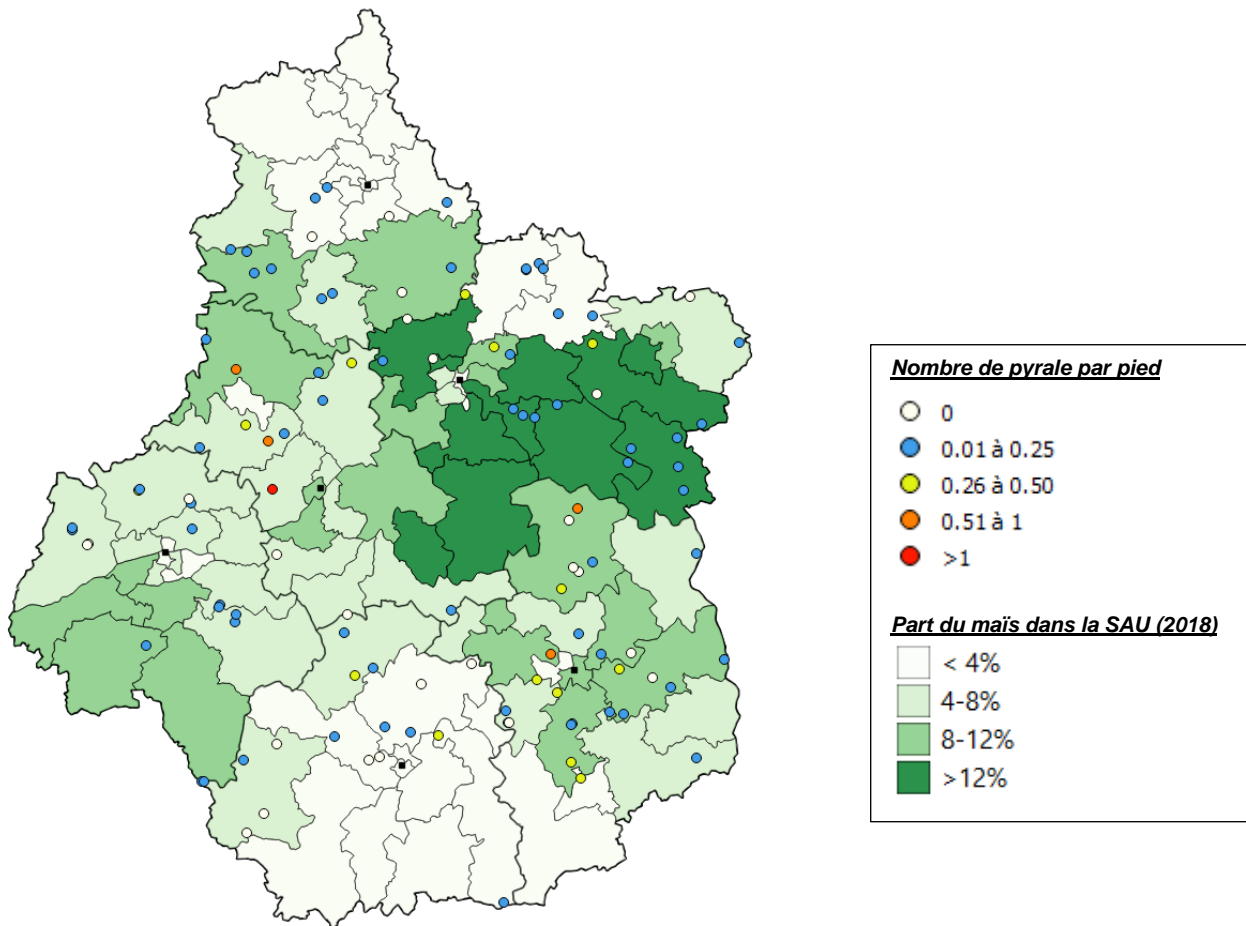 Nombre de pyrale par pied
0
0.01 à 0.25
0.26 à 0.50
0.51 à 1
>1
Part du maïs dans la SAU (2018)
< 4%
4-8%
8-12%
>12%